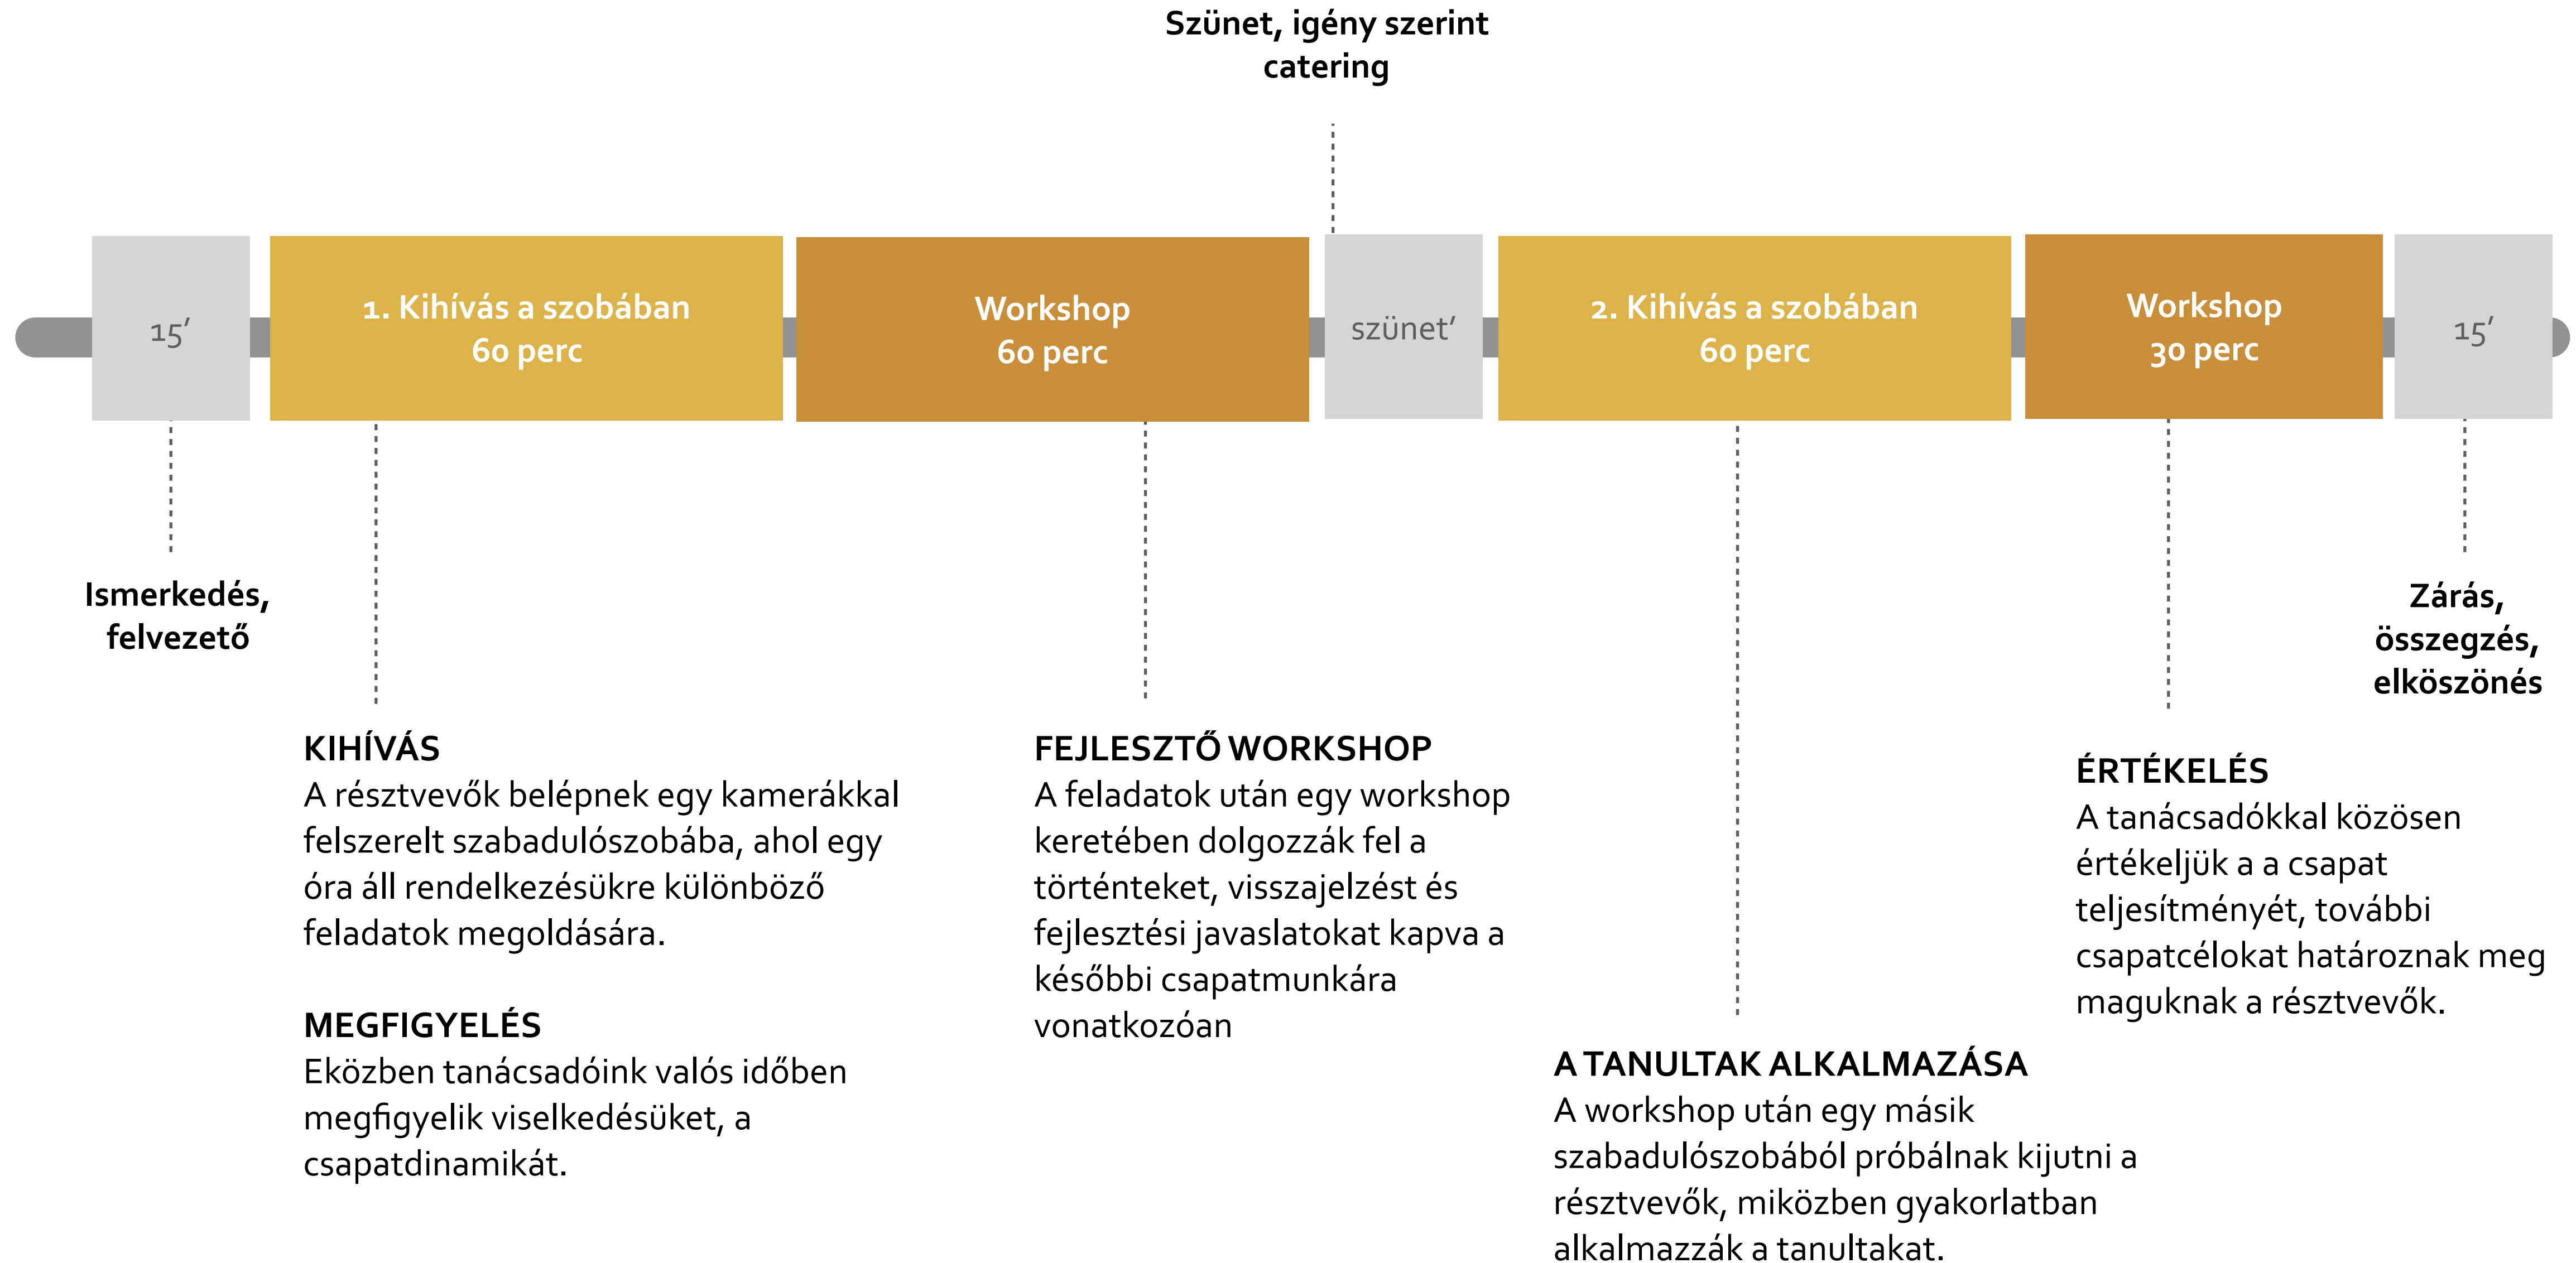 Szünet, igény szerint
catering
15’
1. Kihívás a szobában
60 perc
Workshop
60 perc
szünet’
2. Kihívás a szobában
60 perc
Workshop
30 perc
15’
Ismerkedés,
felvezető
Zárás,
összegzés,
elköszönés
KIHÍVÁS
A résztvevők belépnek egy kamerákkal
felszerelt szabadulószobába, ahol egy
óra áll rendelkezésükre különböző
feladatok megoldására.
MEGFIGYELÉS
Eközben tanácsadóink valós időben
megfigyelik viselkedésüket, a
csapatdinamikát.
FEJLESZTŐ WORKSHOP
A feladatok után egy workshop
keretében dolgozzák fel a
történteket, visszajelzést és
fejlesztési javaslatokat kapva a
későbbi csapatmunkára
vonatkozóan
A TANULTAK ALKALMAZÁSA
A workshop után egy másik
szabadulószobából próbálnak kijutni a
résztvevők, miközben gyakorlatban
alkalmazzák a tanultakat.
ÉRTÉKELÉS
A tanácsadókkal közösen
értékeljük a a csapat
teljesítményét, további
csapatcélokat határoznak meg
maguknak a résztvevők.